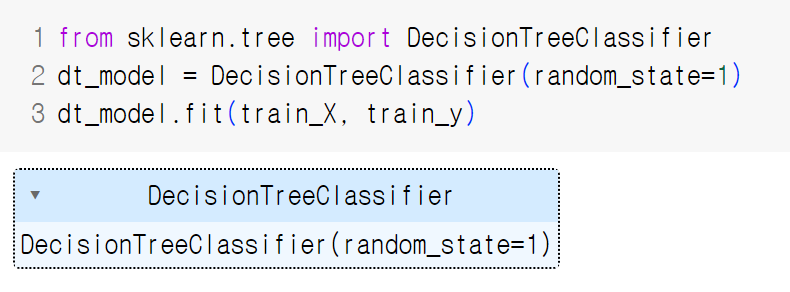 1 from sklearn.tree import DecisionTreeClassifier
2 dt_model = DecisionTreeClassifier(random_state=1)
3 dt_model.fit(train_X, train_y)
▼ DecisionTreeClassifier
DecisionTreeClassifier(random_state=1)